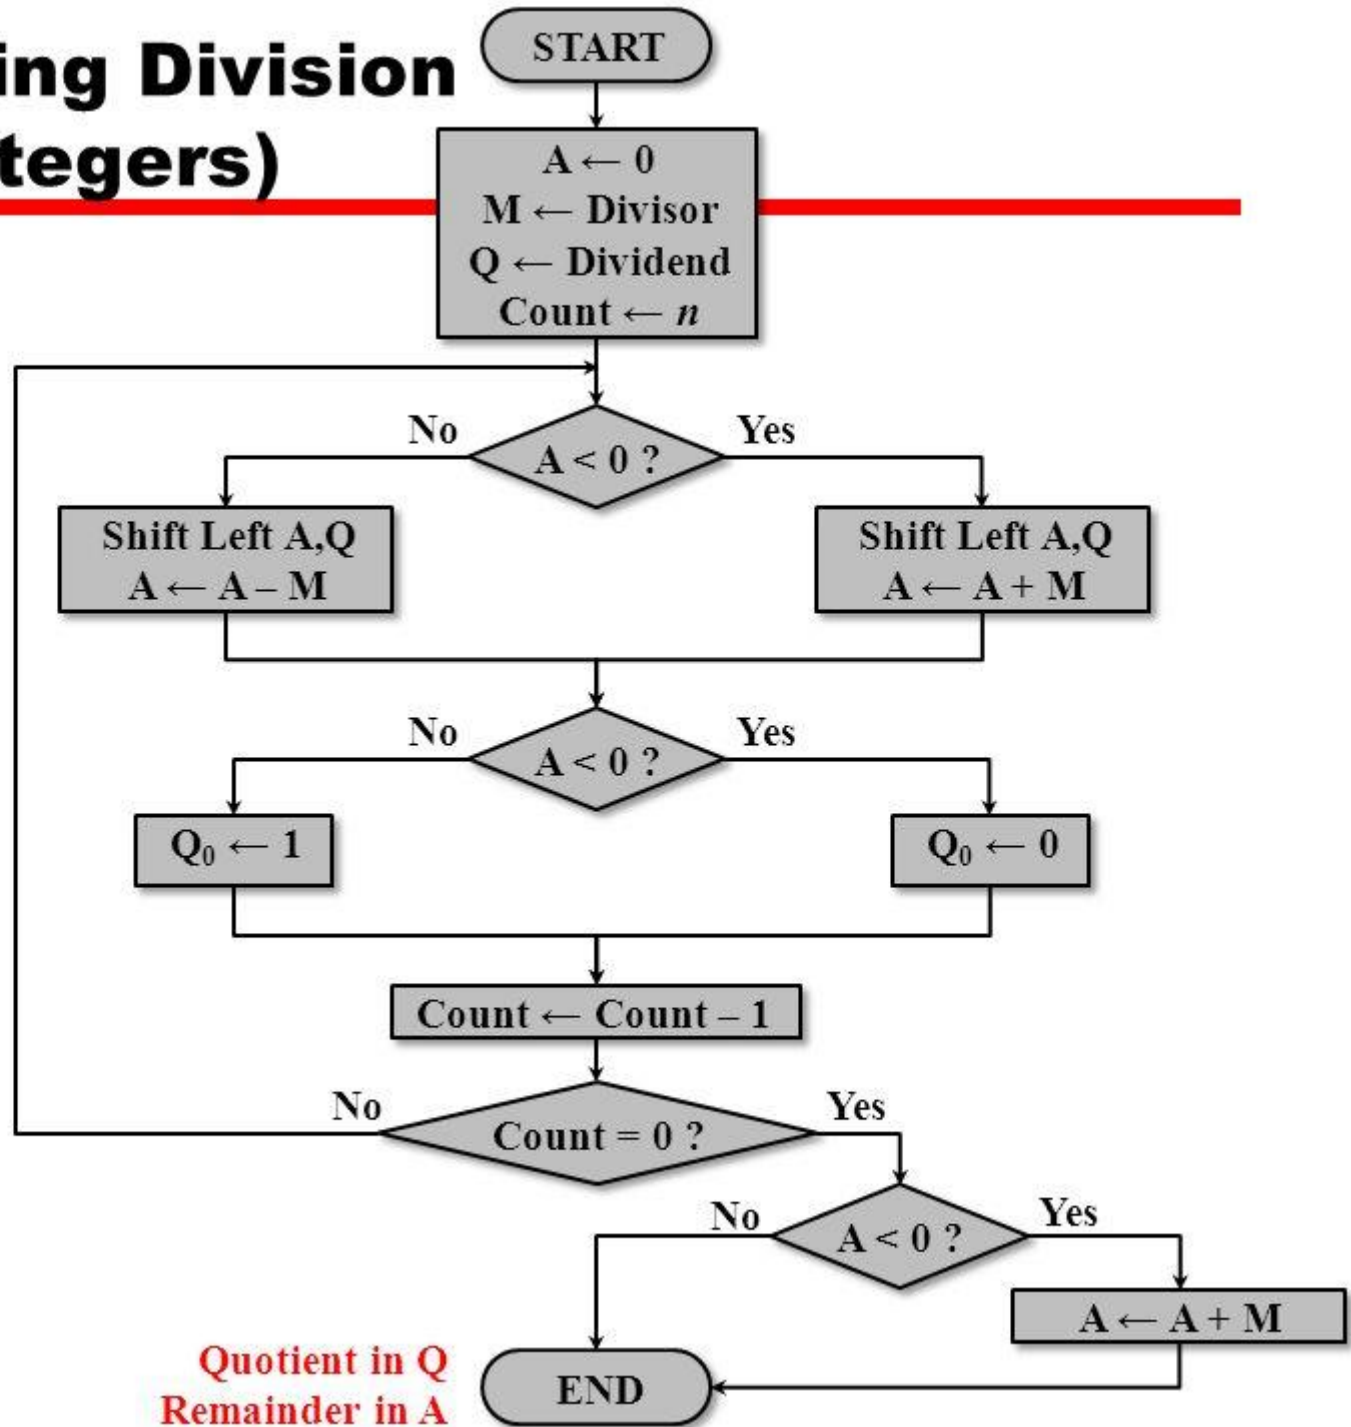 ing Division
tegers)
START
A ← 0
M ← Divisor
Q ← Dividend
Count ← n
No
A < 0 ?
Yes
Shift Left A,Q
A ← A – M
Shift Left A,Q
A ← A + M
No
A < 0 ?
Yes
Q₀ ← 1
Q₀ ← 0
Count ← Count – 1
No
Count = 0 ?
Yes
No
A < 0 ?
Yes
A ← A + M
Quotient in Q
Remainder in A
END